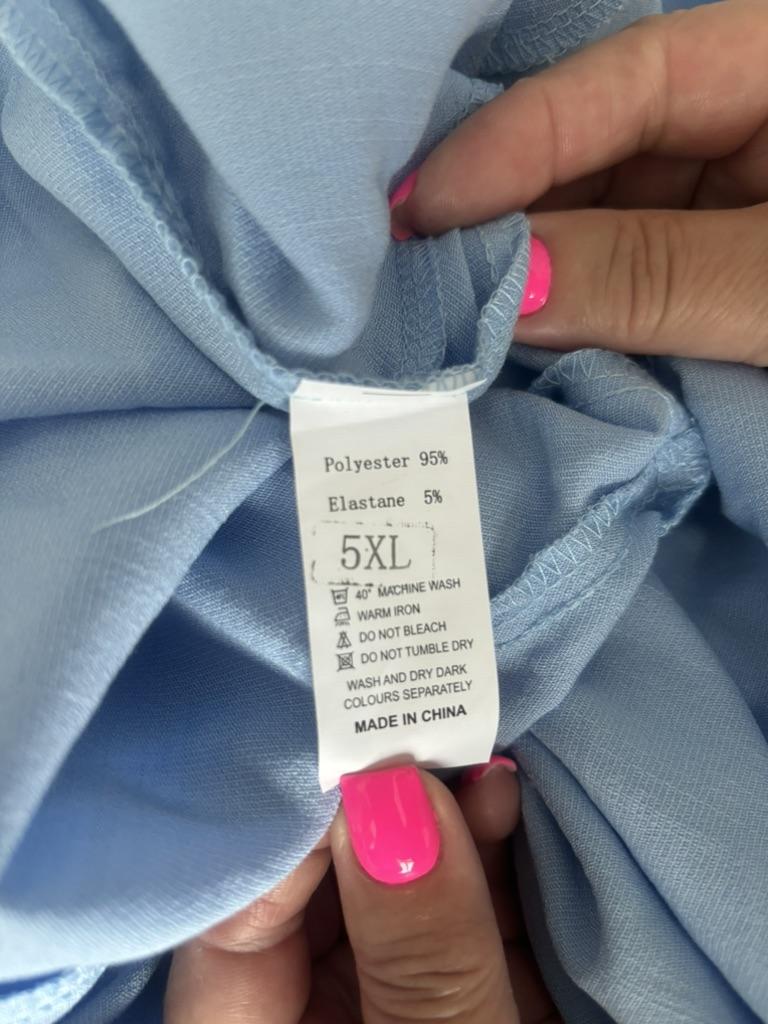 Polyester 95%
Elastane 5%
5XL
40° MACHINE WASH
WARM IRON
DO NOT BLEACH
DO NOT TUMBLE DRY
WASH AND DRY DARK
COLOURS SEPARATELY
MADE IN CHINA